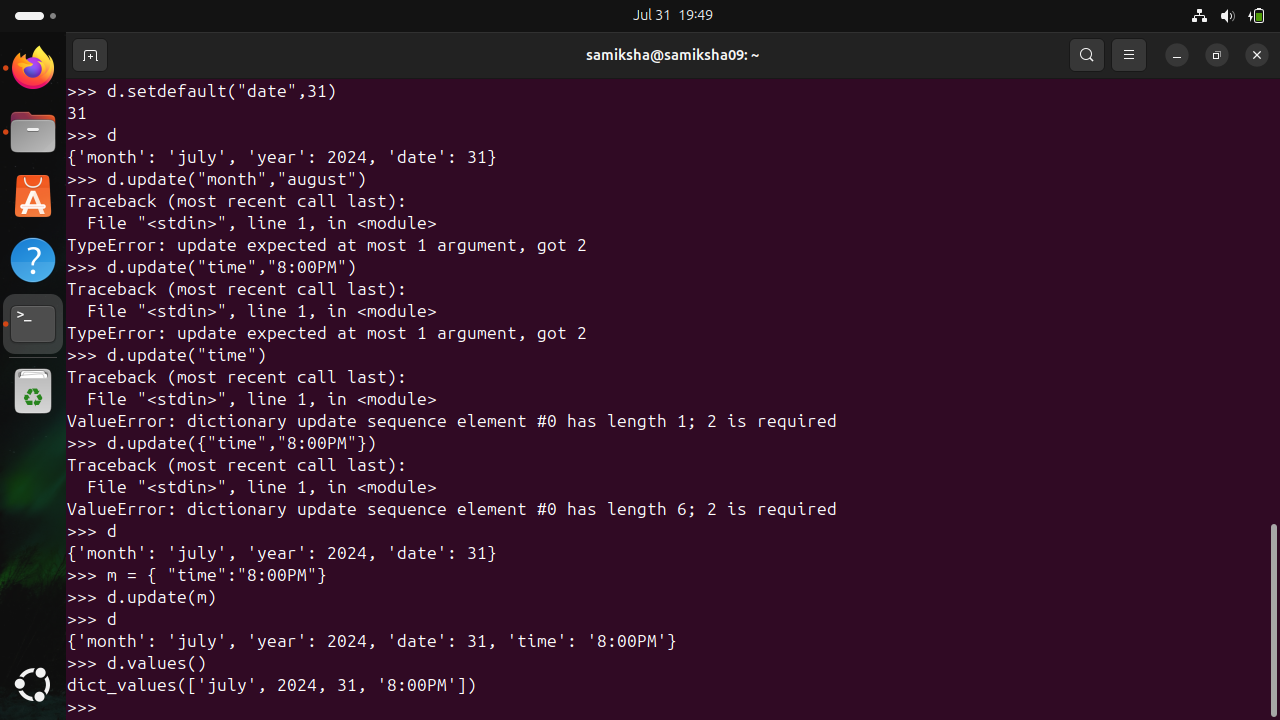 Jul 31 19:49
samiksha@samiksha09: ~
>>> d.setdefault("date",31)
31
>>> d
{'month': 'july', 'year': 2024, 'date': 31}
>>> d.update("month","august")
Traceback (most recent call last):
  File "<stdin>", line 1, in <module>
TypeError: update expected at most 1 argument, got 2
>>> d.update("time","8:00PM")
Traceback (most recent call last):
  File "<stdin>", line 1, in <module>
TypeError: update expected at most 1 argument, got 2
>>> d.update("time")
Traceback (most recent call last):
  File "<stdin>", line 1, in <module>
ValueError: dictionary update sequence element #0 has length 1; 2 is required
>>> d.update({"time","8:00PM"})
Traceback (most recent call last):
  File "<stdin>", line 1, in <module>
ValueError: dictionary update sequence element #0 has length 6; 2 is required
>>> d
{'month': 'july', 'year': 2024, 'date': 31}
>>> m = { "time":"8:00PM"}
>>> d.update(m)
>>> d
{'month': 'july', 'year': 2024, 'date': 31, 'time': '8:00PM'}
>>> d.values()
dict_values(['july', 2024, 31, '8:00PM'])
>>>